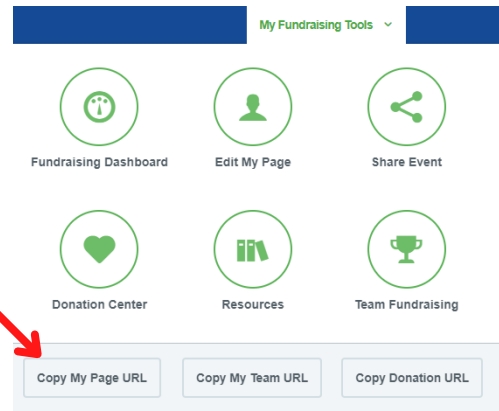 My Fundraising Tools
Fundraising Dashboard
Edit My Page
Share Event
Donation Center
Resources
Team Fundraising
Copy My Page URL
Copy My Team URL
Copy Donation URL